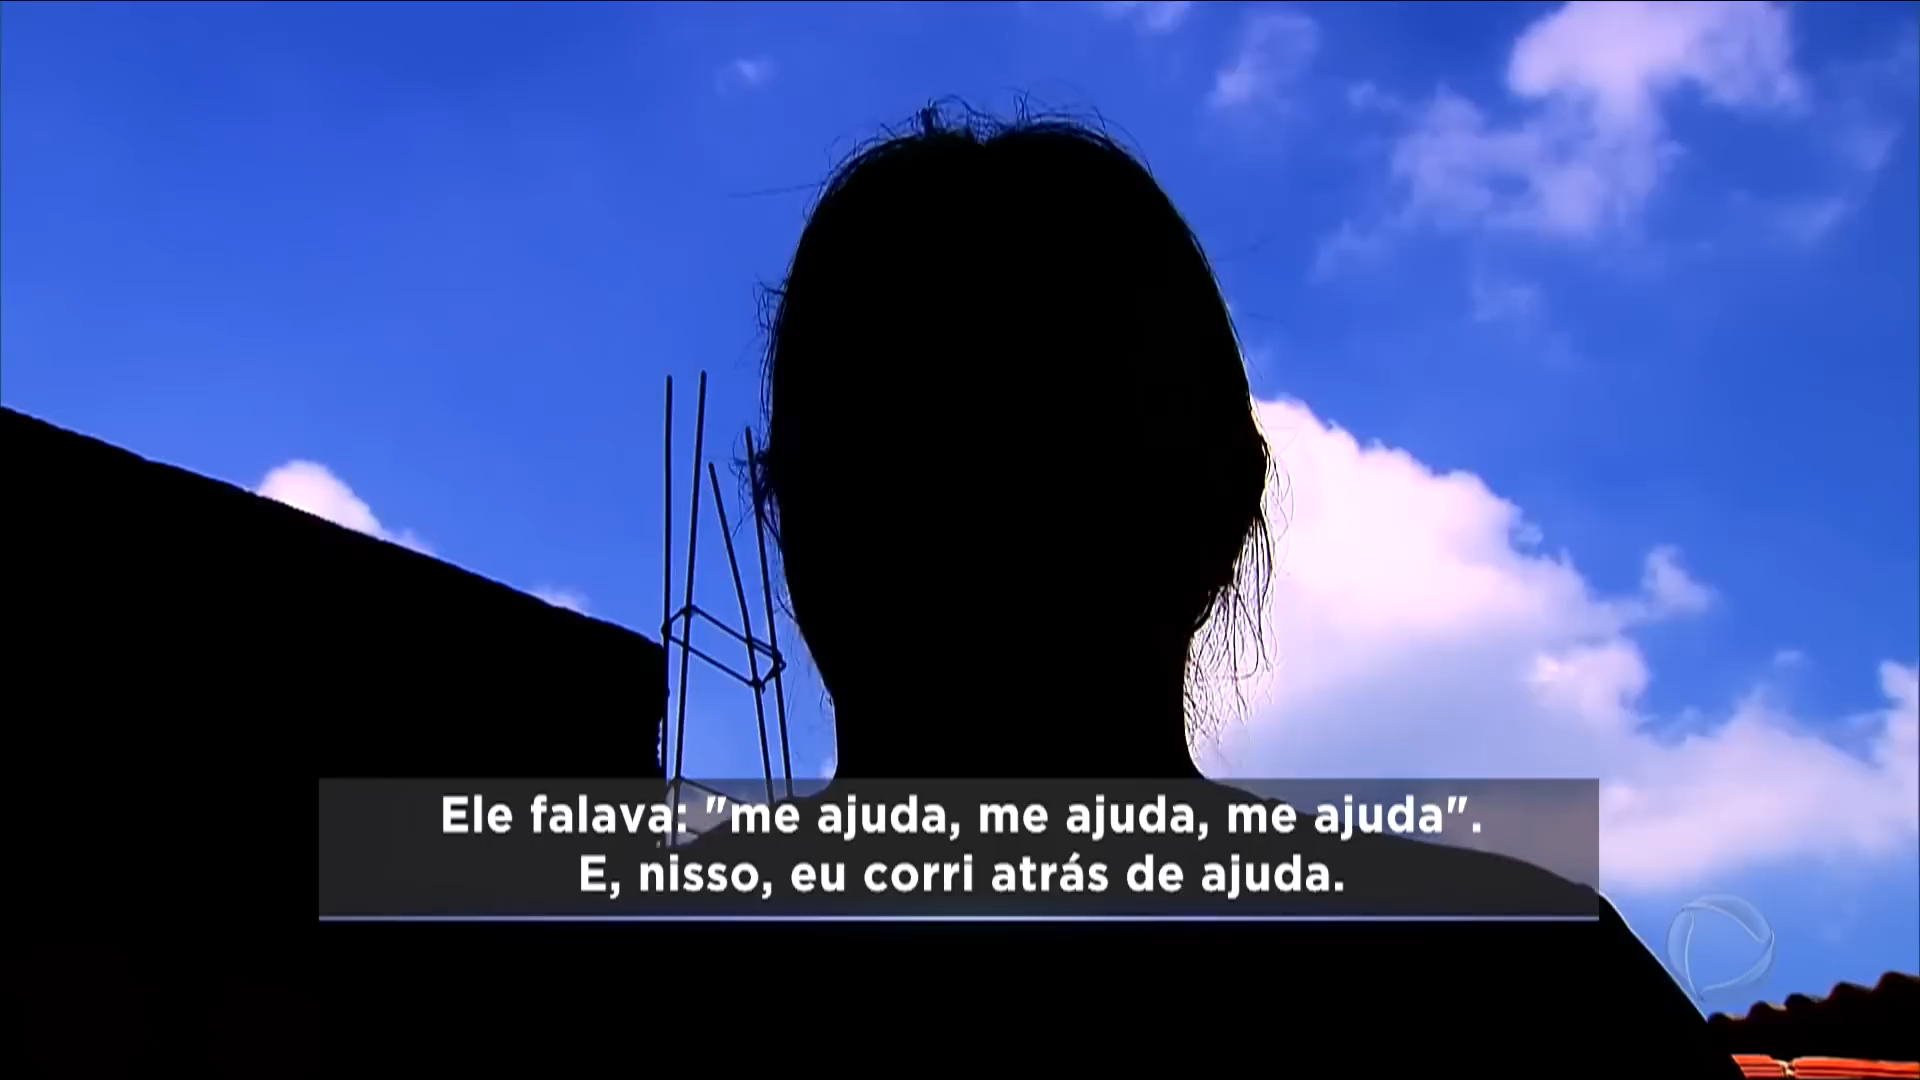 Ele falava: "me ajuda, me ajuda, me ajuda".
E, nisso, eu corri atrás de ajuda.